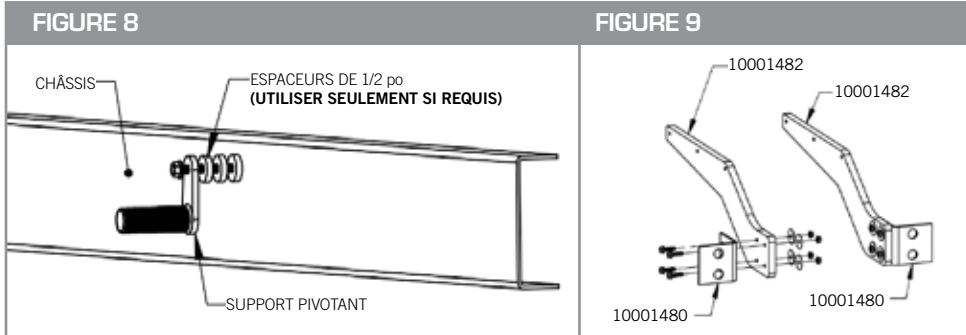 FIGURE 8
CHÂSSIS
ESPACEURS DE 1/2 po
(UTILISER SEULEMENT SI REQUIS)
SUPPORT PIVOTANT
FIGURE 9
10001482
10001482
10001480
10001480